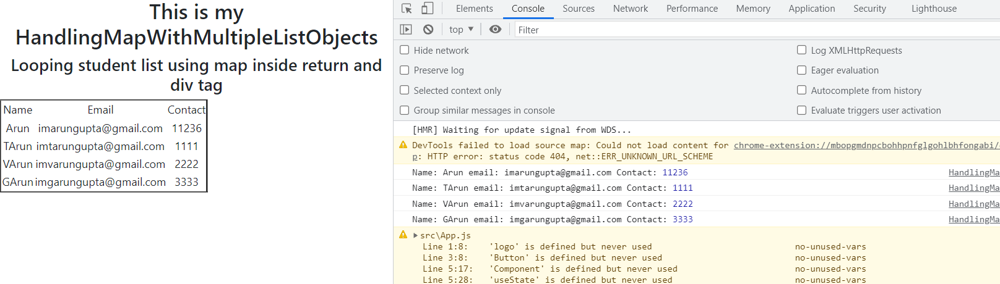 This is my
HandlingMapWithMultipleListObjects
Looping student list using map inside return and
div tag
Name Email Contact
Arun imarungupta@gmail.com 11236
TArun imtarungupta@gmail.com 1111
VArun imvarungupta@gmail.com 2222
GArun imgarungupta@gmail.com 3333
Elements Console Sources Network Performance Memory Application Security Lighthouse
top ▼ Filter
Hide network Log XMLHttpRequests
Preserve log Eager evaluation
Selected context only Autocomplete from history
Group similar messages in console Evaluate triggers user activation
[HMR] Waiting for update signal from WDS...
DevTools failed to load source map: Could not load content for chrome-extension://mbopgmdnpcbohhpnfglgohlbhfongabi/
p: HTTP error: status code 404, net::ERR_UNKNOWN_URL_SCHEME
Name: Arun email: imarungupta@gmail.com Contact: 11236 HandlingMa
Name: TArun email: imtarungupta@gmail.com Contact: 1111 HandlingMa
Name: VArun email: imvarungupta@gmail.com Contact: 2222 HandlingMa
Name: GArun email: imgarungupta@gmail.com Contact: 3333 HandlingMa
src\App.js
Line 1:8: 'logo' is defined but never used no-unused-vars
Line 3:8: 'Button' is defined but never used no-unused-vars
Line 5:17: 'Component' is defined but never used no-unused-vars
Line 5:28: 'useState' is defined but never used no-unused-vars